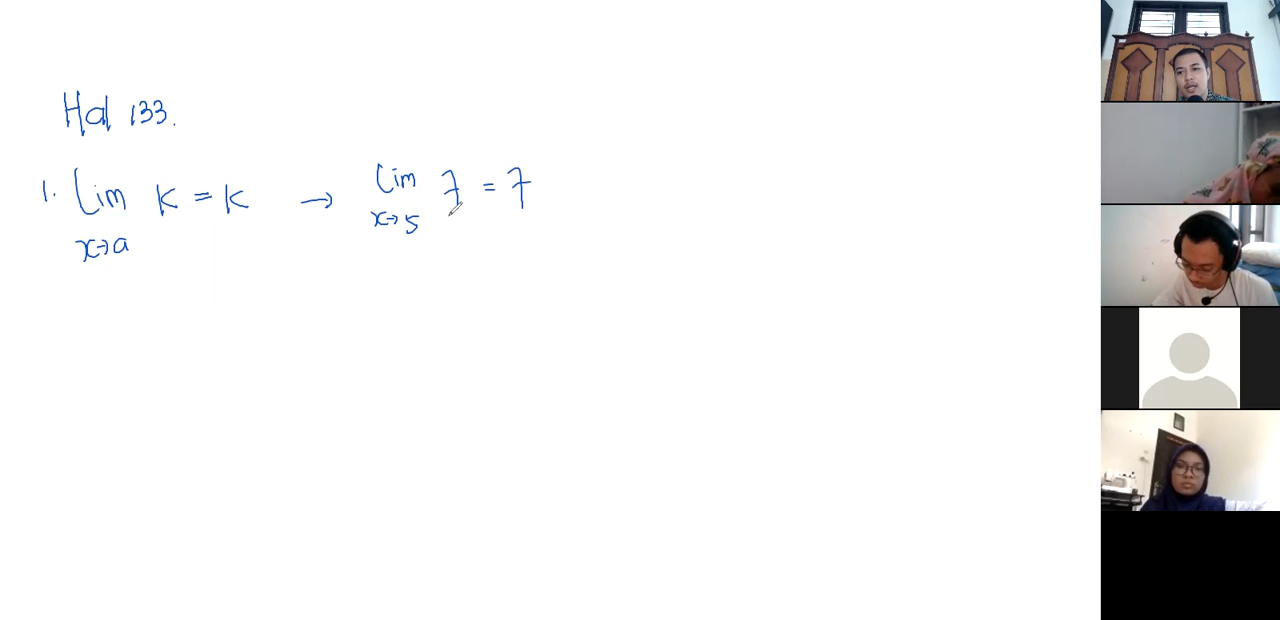 Hal 133.
1. Lim K = K → Lim 7 = 7
x→a x→5